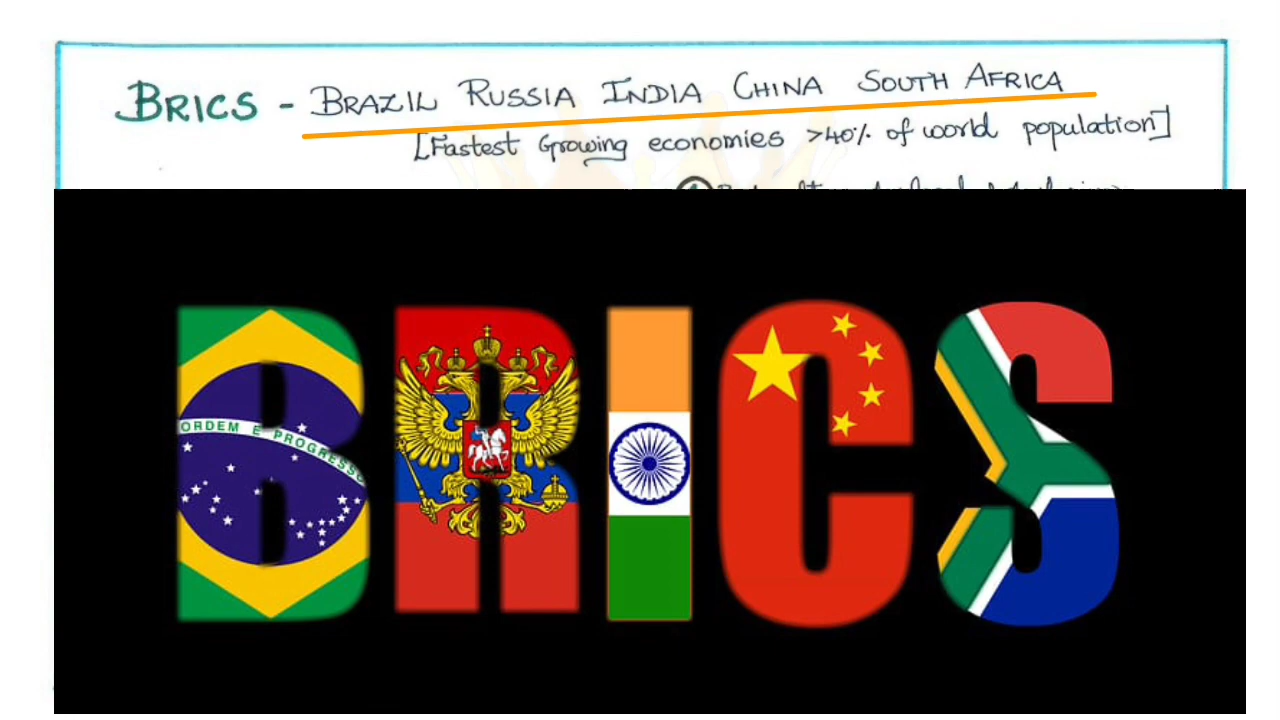 BRICS - BRAZIL RUSSIA INDIA CHINA SOUTH AFRICA
[Fastest Growing economies >40% of world population]
BRICS
ORDEM E PROGRESSO